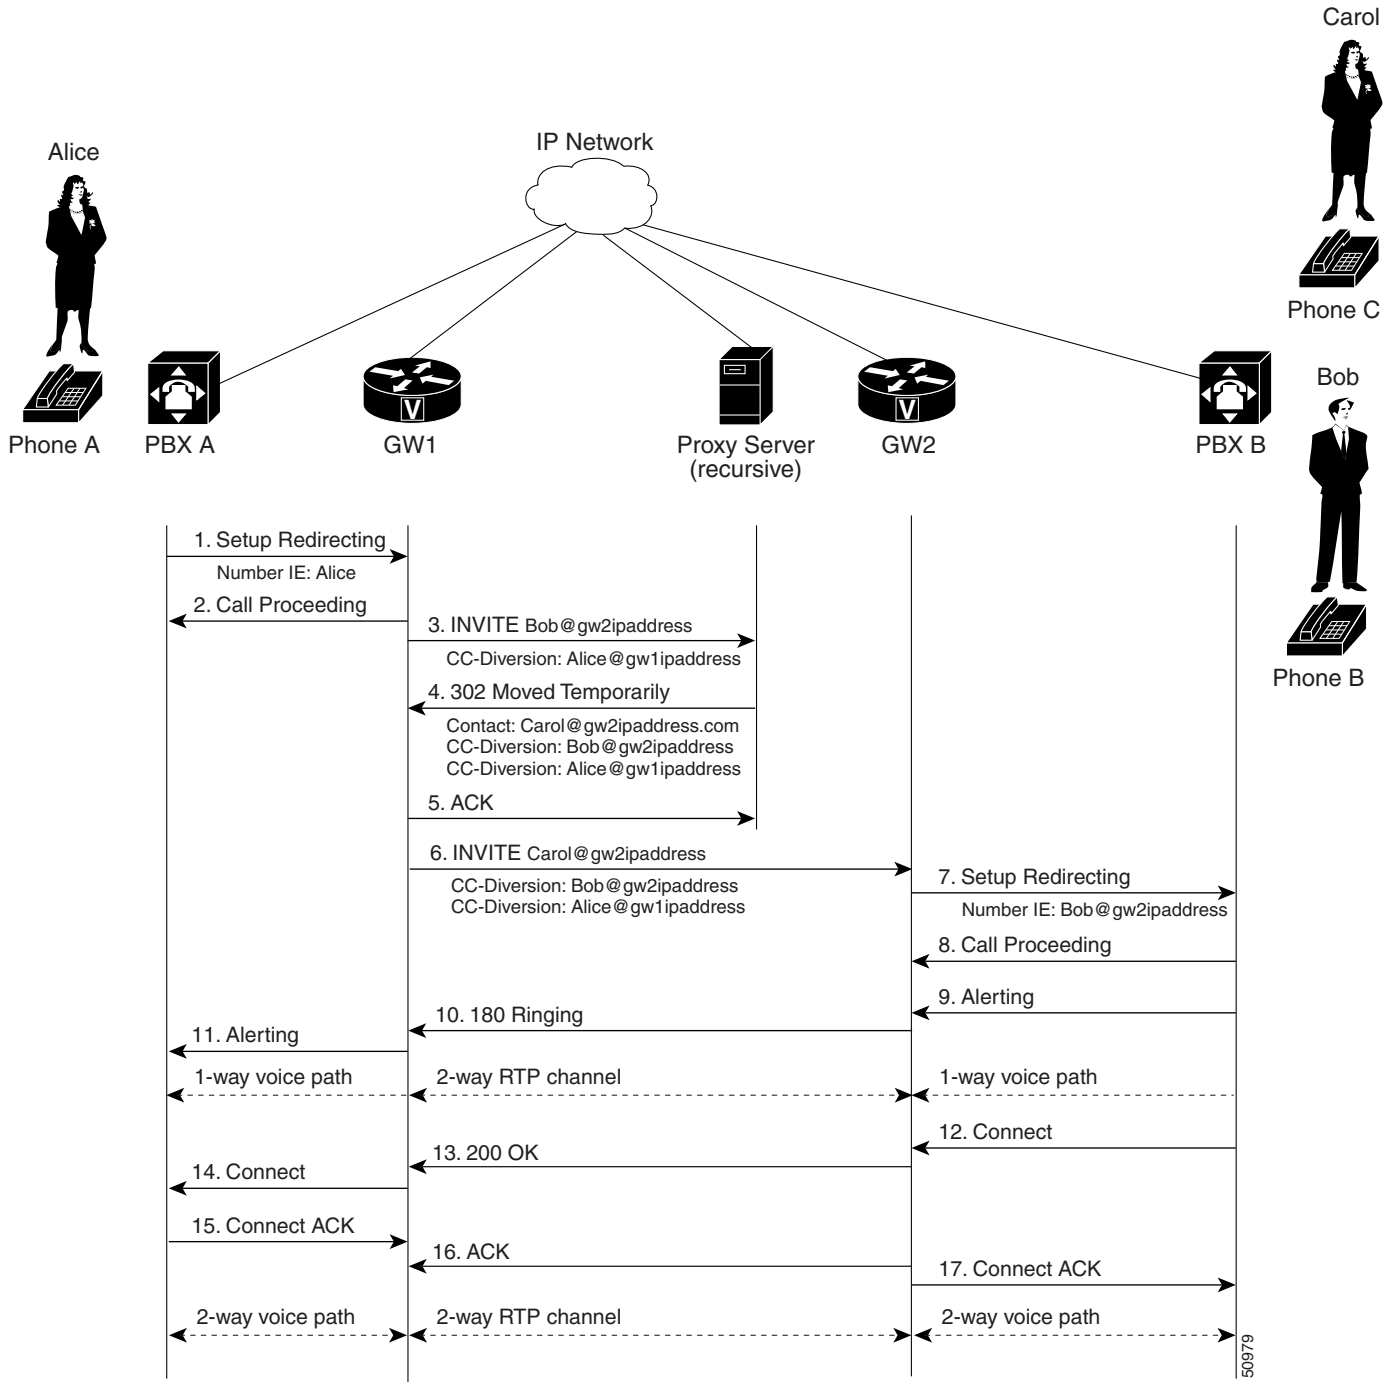 Carol
IP Network
Alice
Phone C
Bob
Phone A
PBX A
GW1
Proxy Server
(recursive)
GW2
PBX B
1. Setup Redirecting
Number IE: Alice
2. Call Proceeding
3. INVITE Bob@gw2ipaddress
CC-Diversion: Alice@gw1ipaddress
Phone B
4. 302 Moved Temporarily
Contact: Carol@gw2ipaddress.com
CC-Diversion: Bob@gw2ipaddress
CC-Diversion: Alice@gw1ipaddress
5. ACK
6. INVITE Carol@gw2ipaddress
CC-Diversion: Bob@gw2ipaddress
CC-Diversion: Alice@gw1ipaddress
7. Setup Redirecting
Number IE: Bob@gw2ipaddress
8. Call Proceeding
9. Alerting
10. 180 Ringing
11. Alerting
1-way voice path
2-way RTP channel
1-way voice path
12. Connect
13. 200 OK
14. Connect
15. Connect ACK
16. ACK
17. Connect ACK
2-way voice path
2-way RTP channel
2-way voice path
50979
V
V